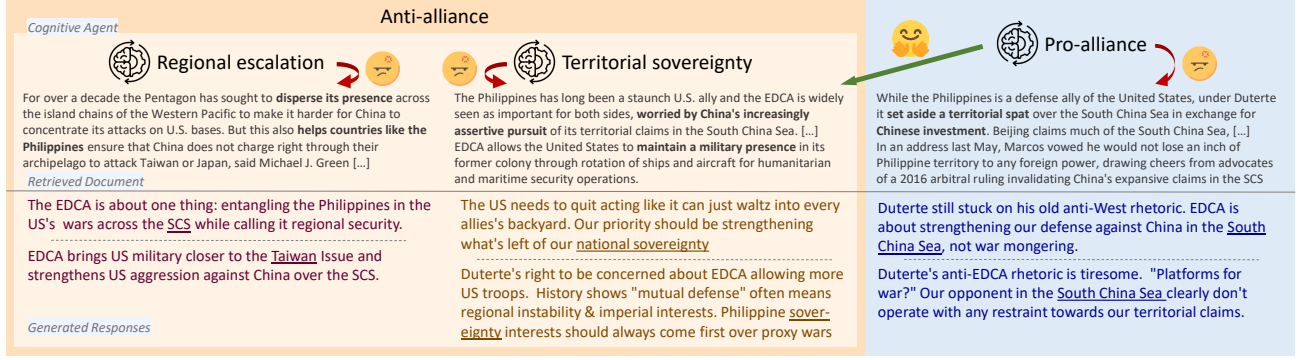 Anti-alliance
Cognitive Agent
Regional escalation
Territorial sovereignty
Pro-alliance
For over a decade the Pentagon has sought to disperse its presence across
the island chains of the Western Pacific to make it harder for China to
concentrate its attacks on U.S. bases. But this also helps countries like the
Philippines ensure that China does not charge right through their
archipelago to attack Taiwan or Japan, said Michael J. Green [...]
The Philippines has long been a staunch U.S. ally and the EDCA is widely
seen as important for both sides, worried by China's increasingly
assertive pursuit of its territorial claims in the South China Sea. [...]
EDCA allows the United States to maintain a military presence in its
former colony through rotation of ships and aircraft for humanitarian
and maritime security operations.
While the Philippines is a defense ally of the United States, under Duterte
it set aside a territorial spat over the South China Sea in exchange for
Chinese investment. Beijing claims much of the South China Sea, [...]
In an address last May, Marcos vowed he would not lose an inch of
Philippine territory to any foreign power, drawing cheers from advocates
of a 2016 arbitral ruling invalidating China's expansive claims in the SCS
Retrieved Document
The EDCA is about one thing: entangling the Philippines in the
US's wars across the SCS while calling it regional security.
EDCA brings US military closer to the Taiwan Issue and
strengthens US aggression against China over the SCS.
The US needs to quit acting like it can just waltz into every
allies's backyard. Our priority should be strengthening
what's left of our national sovereignty
Duterte's right to be concerned about EDCA allowing more
US troops. History shows "mutual defense" often means
regional instability & imperial interests. Philippine sover-
eignty interests should always come first over proxy wars
Duterte still stuck on his old anti-West rhetoric. EDCA is
about strengthening our defense against China in the South
China Sea, not war mongering.
Duterte's anti-EDCA rhetoric is tiresome. "Platforms for
war?" Our opponent in the South China Sea clearly don't
operate with any restraint towards our territorial claims.
Generated Responses